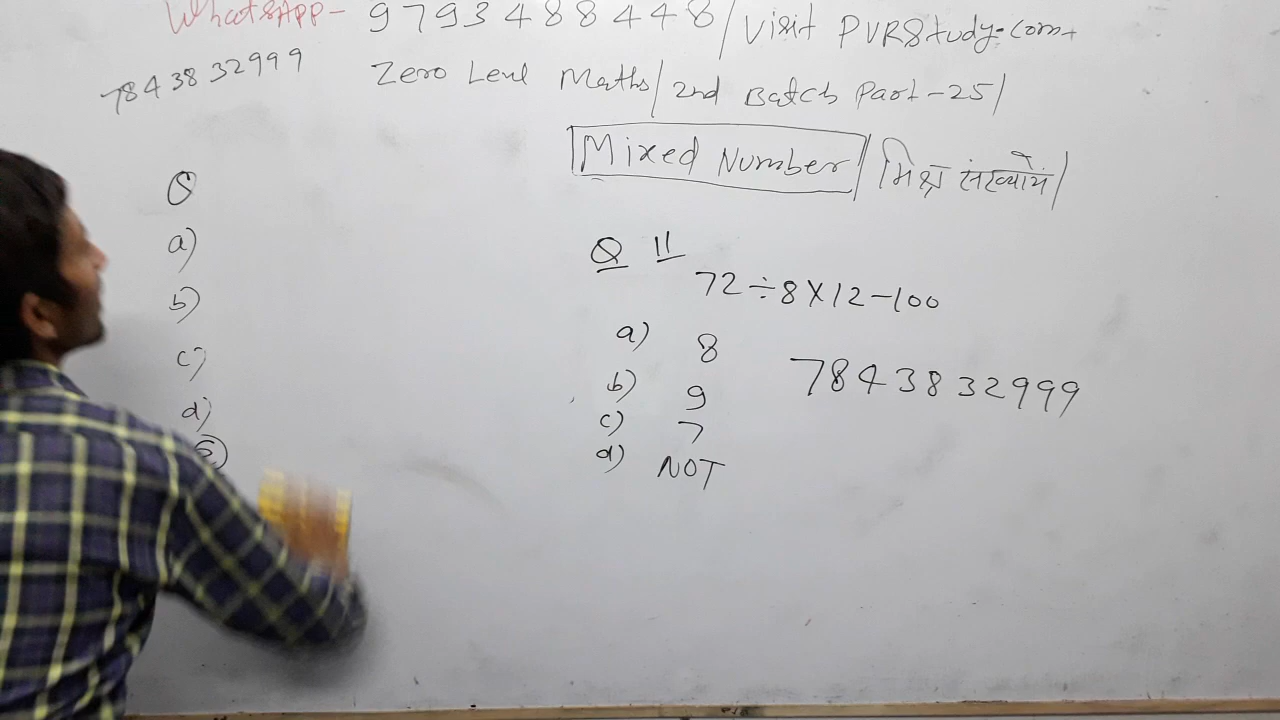 WhatsApp- 9793488448/Visit PVRStudy.com
7843832999
Zero Level Maths/2nd Batch Part-25/
Mixed Number/मिश्र संख्यायें/
Q
a)
b)
c)
d)
e)
Q 11
72÷8×12-100
a) 8
b) 9
c) 7
d) NOT
7843832999